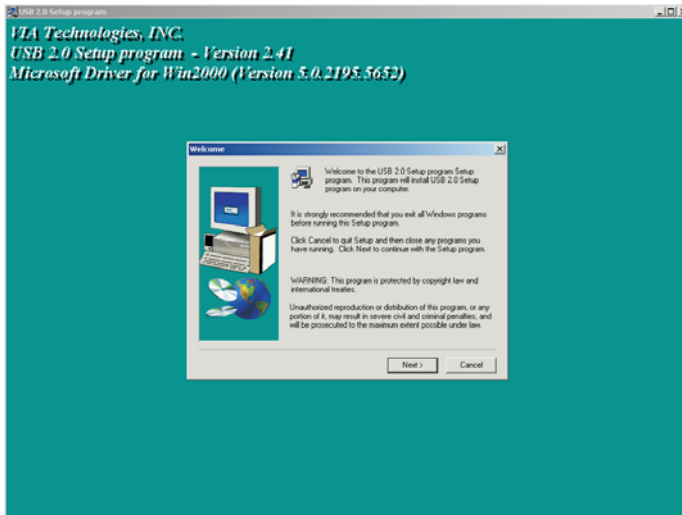 USB 2.0 Setup program
VIA Technologies, INC.
USB 2.0 Setup program - Version 2.41
Microsoft Driver for Win2000 (Version 5.0.2195.5652)
Welcome
Welcome to the USB 2.0 Setup program Setup
program. This program will install USB 2.0 Setup
program on your computer.
It is strongly recommended that you exit all Windows programs
before running this Setup program.
Click Cancel to quit Setup and then close any programs you
have running. Click Next to continue with the Setup program.
WARNING: This program is protected by copyright law and
international treaties.
Unauthorized reproduction or distribution of this program, or any
portion of it, may result in severe civil and criminal penalties, and
will be prosecuted to the maximum extent possible under law.
Next >
Cancel